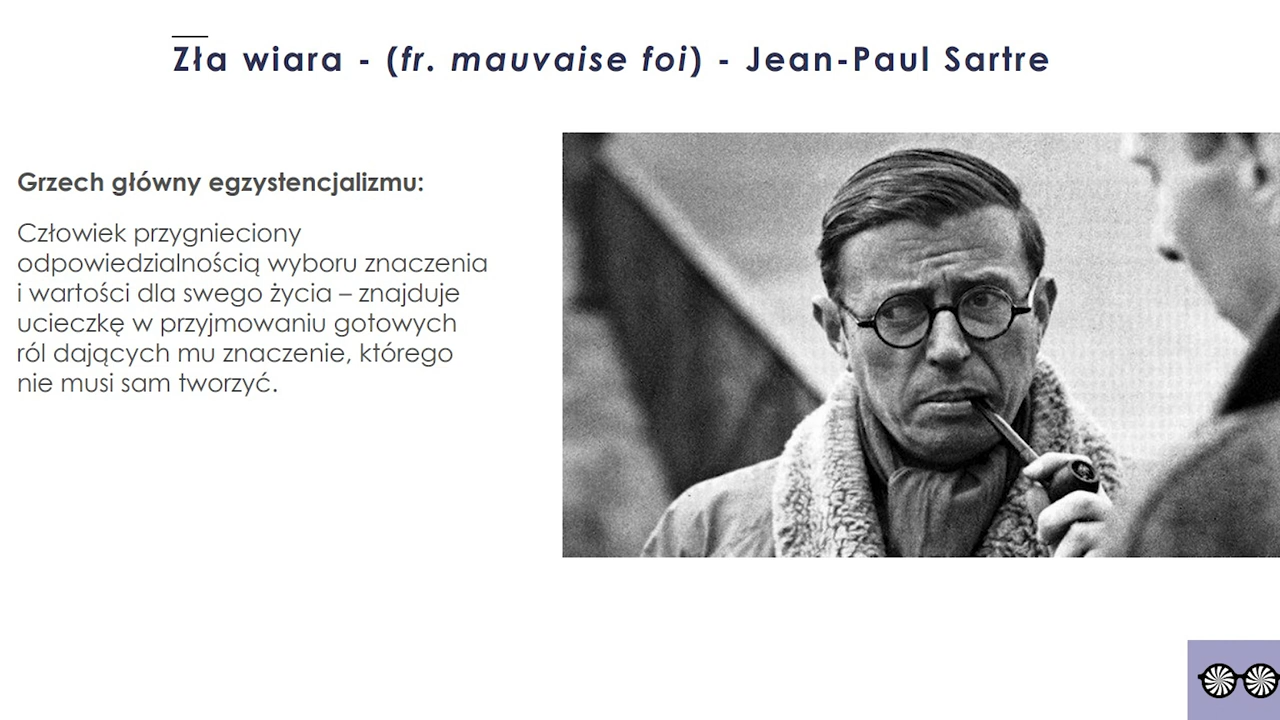 Zła wiara - (fr. mauvaise foi) - Jean-Paul Sartre
Grzech główny egzystencjalizmu:
Człowiek przygnieciony
odpowiedzialnością wyboru znaczenia
i wartości dla swego życia – znajduje
ucieczkę w przyjmowaniu gotowych
ról dających mu znaczenie, którego
nie musi sam tworzyć.